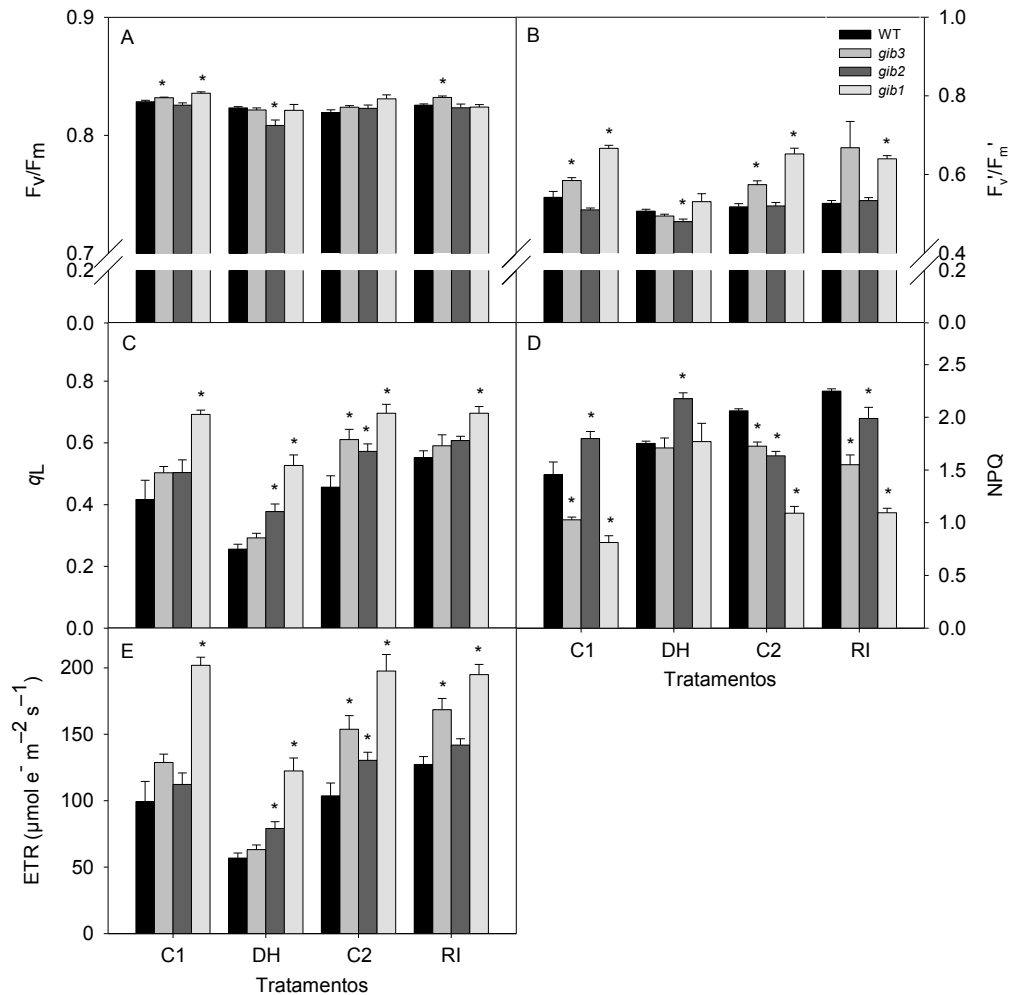 A
Fv/Fm
0.9
0.8
0.7
0.2
0.0
* * * *
B
WT
gib3
gib2
gib1
Fv'/Fm'
1.0
0.8
0.6
0.4
0.2
0.0
* * * * * *
C
qL
0.8
0.6
0.4
0.2
0.0
* * * * * * *
D
NPQ
2.5
2.0
1.5
1.0
0.5
0.0
* * * * * * * * * *
C1 DH C2 RI
Tratamentos
E
ETR (µmol e⁻ m⁻² s⁻¹)
200
150
100
50
0
* * * * * * * *
C1 DH C2 RI
Tratamentos